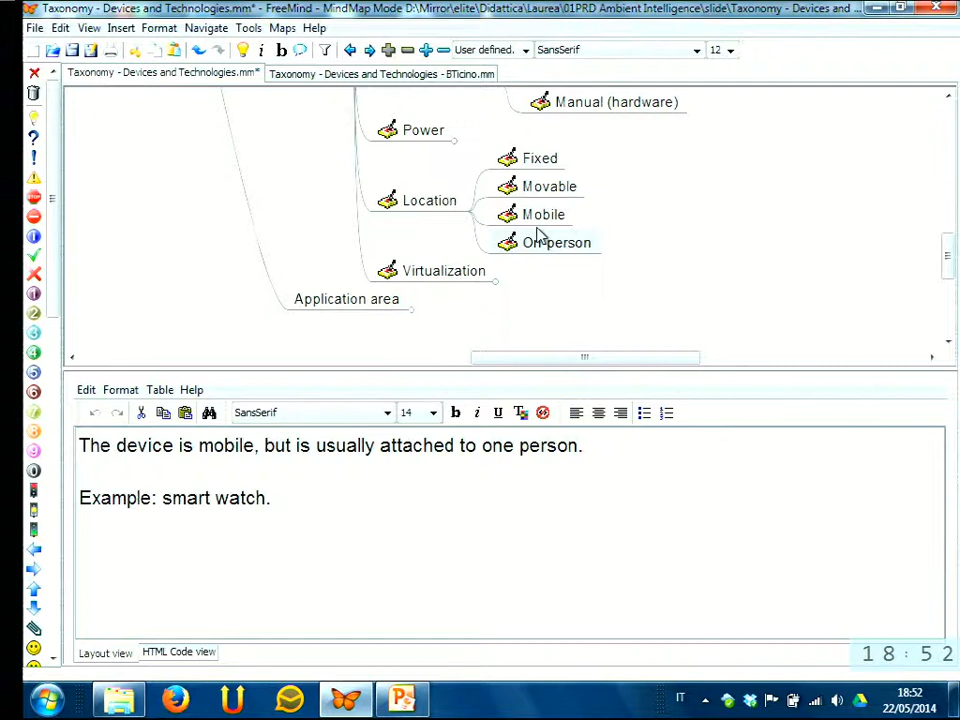 Taxonomy - Devices and Technologies.mm* - FreeMind - MindMap Mode D:\Mirror\elite\Didattica\Laurea\01PRD Ambient Intelligence\slide\Taxonomy - Devices and ...
File Edit View Insert Format Navigate Tools Maps Help
User defined. SansSerif 12
Taxonomy - Devices and Technologies.mm* Taxonomy - Devices and Technologies - BTicino.mm
Manual (hardware)
Power
Fixed
Movable
Location
Mobile
On person
Virtualization
Application area
Edit Format Table Help
SansSerif 14 b i U
The device is mobile, but is usually attached to one person.
Example: smart watch.
Layout view HTML Code view
18:52
IT
18:52
22/05/2014